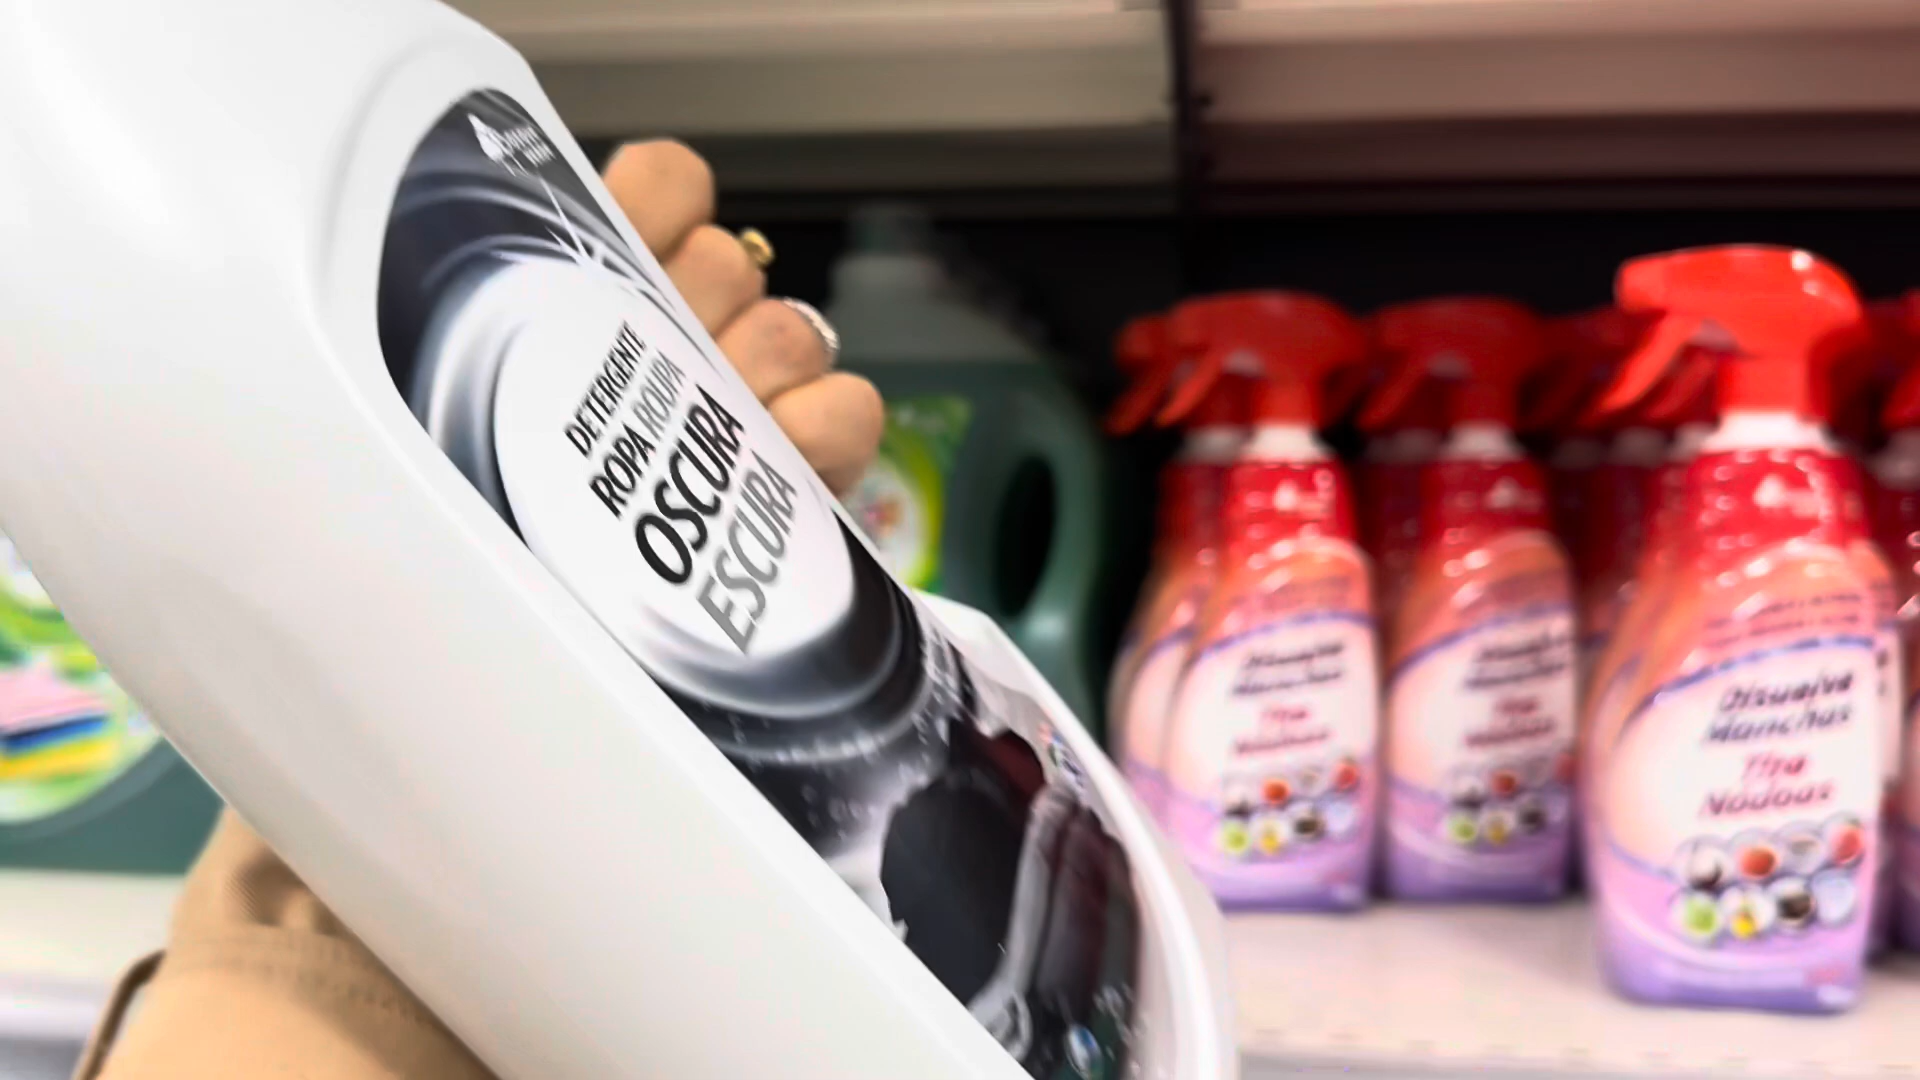 DETERGENTE
ROPA ROUPA
OSCURA
ESCURA
Disuelve
Manchas
Tira
Nódoas